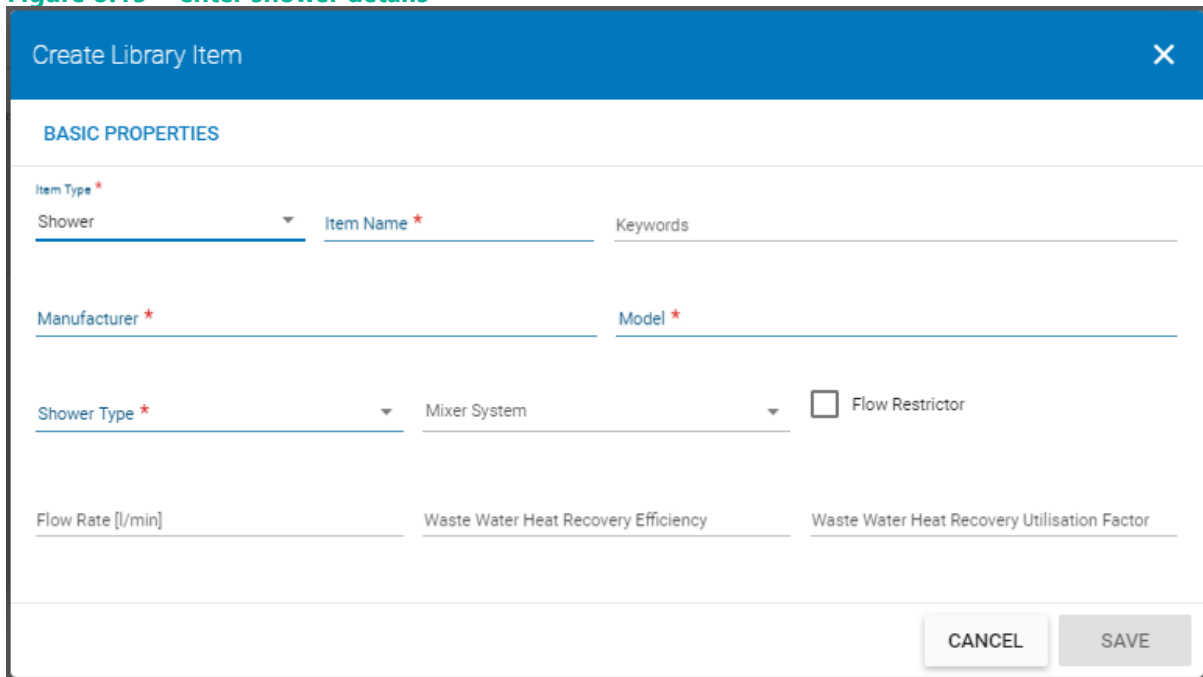 Create Library Item
BASIC PROPERTIES
Item Type *
Shower
Item Name *
Keywords
Manufacturer *
Model *
Shower Type *
Mixer System
Flow Restrictor
Flow Rate [l/min]
Waste Water Heat Recovery Efficiency
Waste Water Heat Recovery Utilisation Factor
CANCEL
SAVE